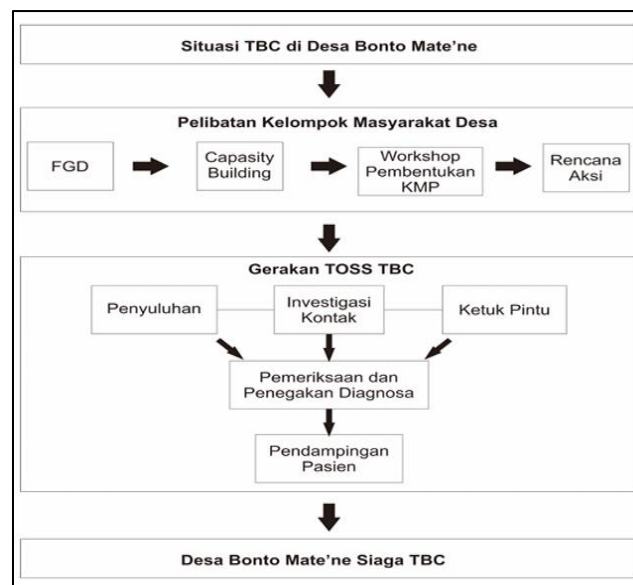 Situasi TBC di Desa Bonto Mate'ne
Pelibatan Kelompok Masyarakat Desa
FGD
Capasity
Building
Workshop
Pembentukan
KMP
Rencana
Aksi
Gerakan TOSS TBC
Penyuluhan
Investigasi
Kontak
Ketuk Pintu
Pemeriksaan dan
Penegakan Diagnosa
Pendampingan
Pasien
Desa Bonto Mate'ne Siaga TBC